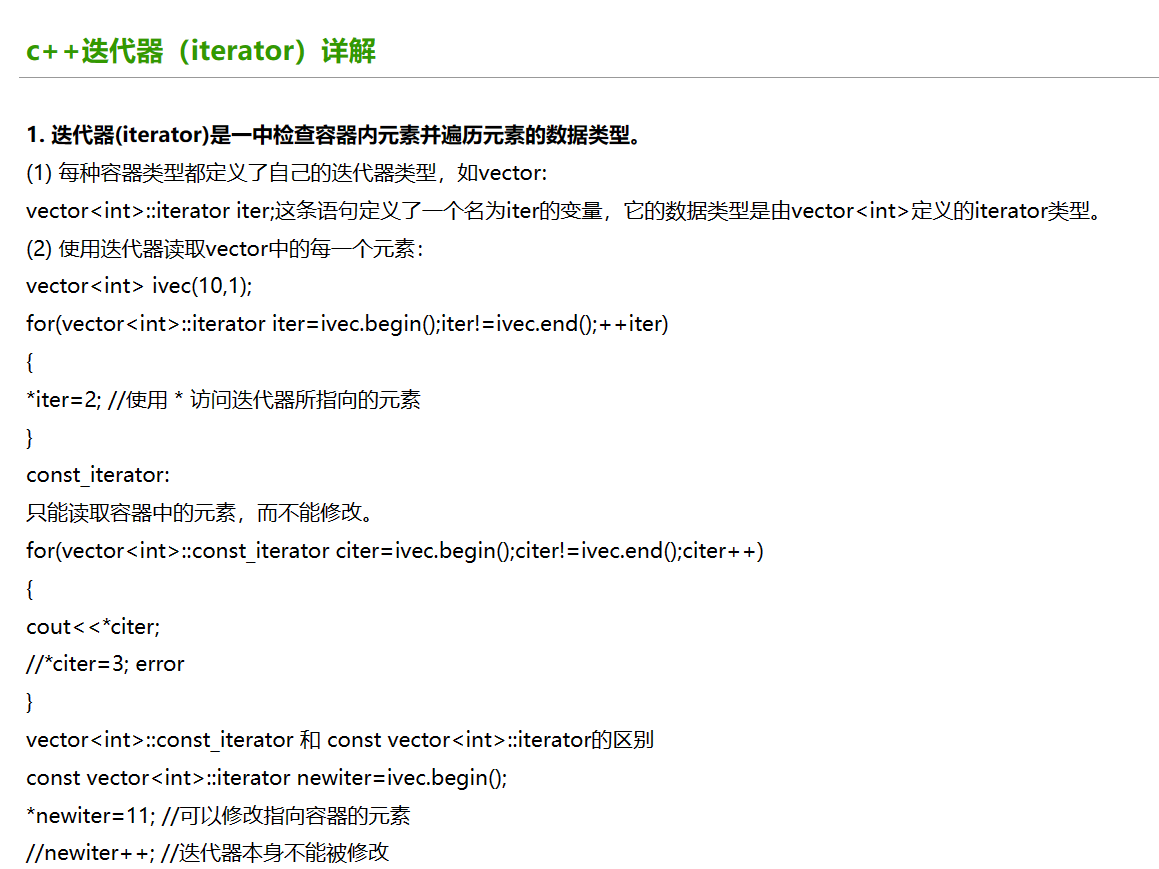 c++迭代器（iterator）详解
1. 迭代器(iterator)是一中检查容器内元素并遍历元素的数据类型。
(1) 每种容器类型都定义了自己的迭代器类型，如vector:
vector<int>::iterator iter;这条语句定义了一个名为iter的变量，它的数据类型是由vector<int>定义的iterator类型。
(2) 使用迭代器读取vector中的每一个元素：
vector<int> ivec(10,1);
for(vector<int>::iterator iter=ivec.begin();iter!=ivec.end();++iter)
{
*iter=2; //使用 * 访问迭代器所指向的元素
}
const_iterator:
只能读取容器中的元素，而不能修改。
for(vector<int>::const_iterator citer=ivec.begin();citer!=ivec.end();citer++)
{
cout<<*citer;
//*citer=3; error
}
vector<int>::const_iterator 和 const vector<int>::iterator的区别
const vector<int>::iterator newiter=ivec.begin();
*newiter=11; //可以修改指向容器的元素
//newiter++; //迭代器本身不能被修改